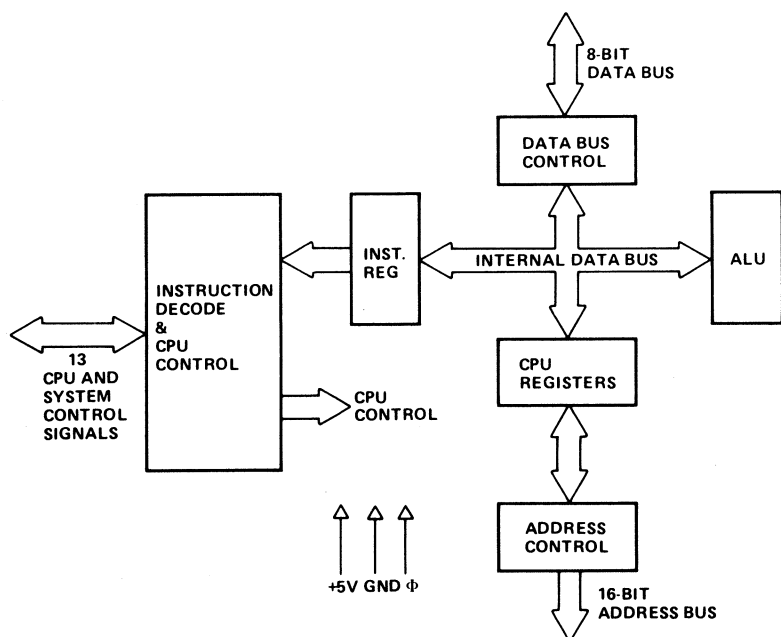 8-BIT
DATA BUS
DATA BUS
CONTROL
INST.
REG
INTERNAL DATA BUS
ALU
INSTRUCTION
DECODE
&
CPU
CONTROL
13
CPU AND
SYSTEM
CONTROL
SIGNALS
CPU
CONTROL
CPU
REGISTERS
ADDRESS
CONTROL
+5V GND Φ
16-BIT
ADDRESS BUS